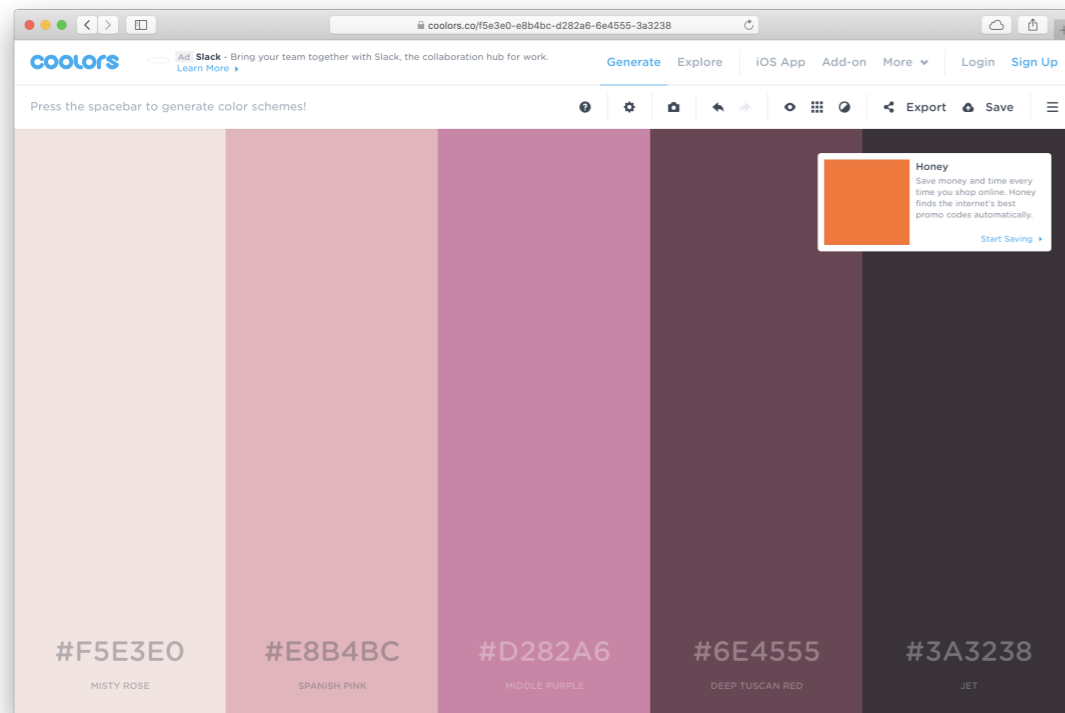 coolors.co/f5e3e0-e8b4bc-d282a6-6e4555-3a3238
coolors
Ad Slack - Bring your team together with Slack, the collaboration hub for work.
Learn More
Generate Explore iOS App Add-on More Login Sign Up
Press the spacebar to generate color schemes!
Export Save
Honey
Save money and time every
time you shop online. Honey
finds the internet's best
promo codes automatically.
Start Saving
#F5E3E0 #E8B4BC #D282A6 #6E4555 #3A3238
MISTY ROSE SPANISH PINK MIDDLE PURPLE DEEP TUSCAN RED JET